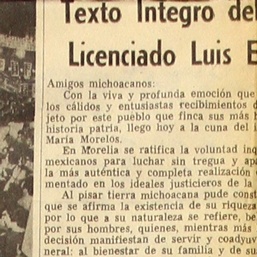 Texto Integro del
Licenciado Luis E
Amigos michoacanos:
Con la viva y profunda emoción que
los cálidos y entusiastas recibimientos d
jeto por este pueblo que finca sus más h
historia patria, llego hoy a la cuna del i
María Morelos.
En Morelia se ratifica la voluntad inq
mexicanos para luchar sin tregua y apa
la más auténtica y completa realización
mentado en los ideales justicieros de la
Al pisar tierra michoacana pude const
que se afirma la existencia de su riqueza
por lo que a su naturaleza se refiere, be
por sus hombres, quienes, mientras más
decisión manifiestan de servir y coadyuv
neral: al bienestar de su familia y de su